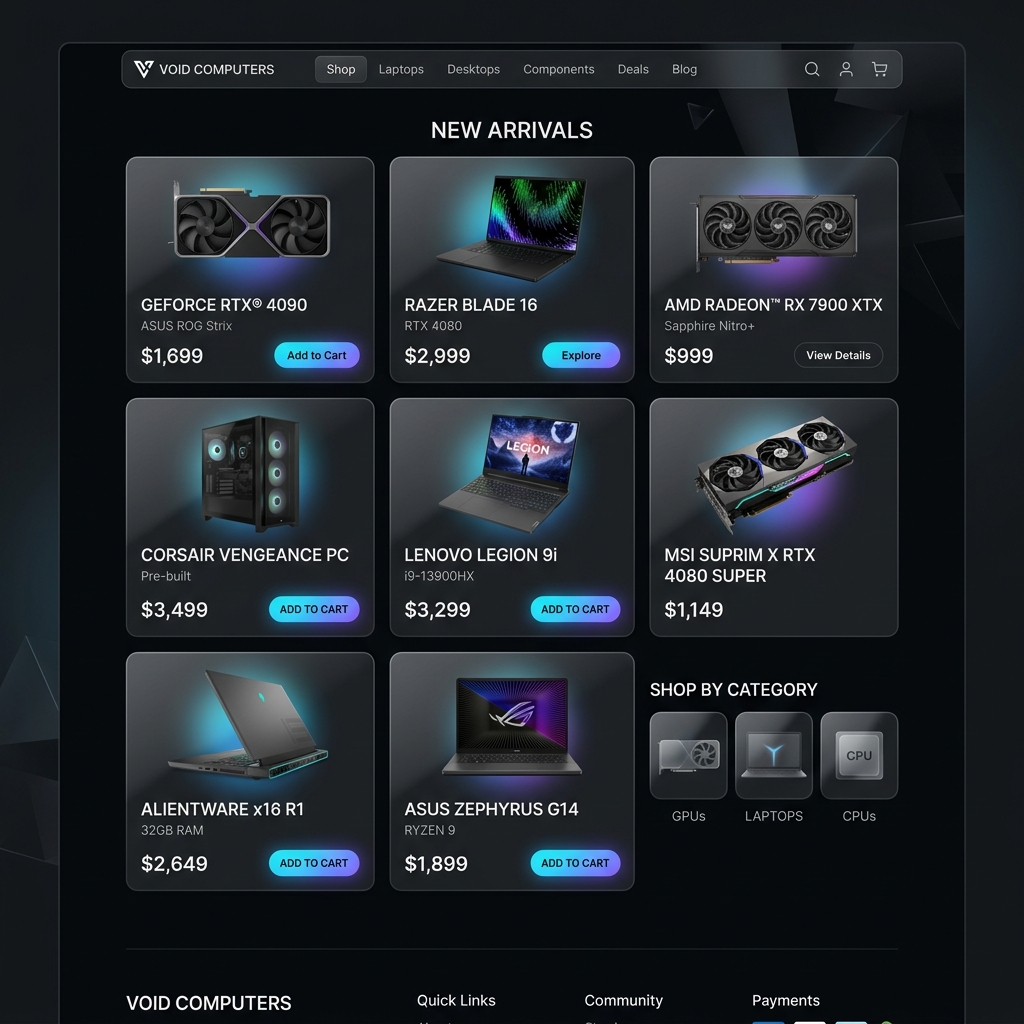 VOID COMPUTERS
Shop
Laptops
Desktops
Components
Deals
Blog
NEW ARRIVALS
GEFORCE RTX® 4090
ASUS ROG Strix
$1,699
Add to Cart
RAZER BLADE 16
RTX 4080
$2,999
Explore
AMD RADEON™ RX 7900 XTX
Sapphire Nitro+
$999
View Details
CORSAIR VENGEANCE PC
Pre-built
$3,499
ADD TO CART
LEGION
LENOVO LEGION 9i
i9-13900HX
$3,299
ADD TO CART
MSI SUPRIM X RTX
4080 SUPER
$1,149
ALIENTWARE x16 R1
32GB RAM
$2,649
ADD TO CART
ASUS ZEPHYRUS G14
RYZEN 9
$1,899
ADD TO CART
SHOP BY CATEGORY
CPU
GPUs
LAPTOPS
CPUs
VOID COMPUTERS
Quick Links
Community
Payments